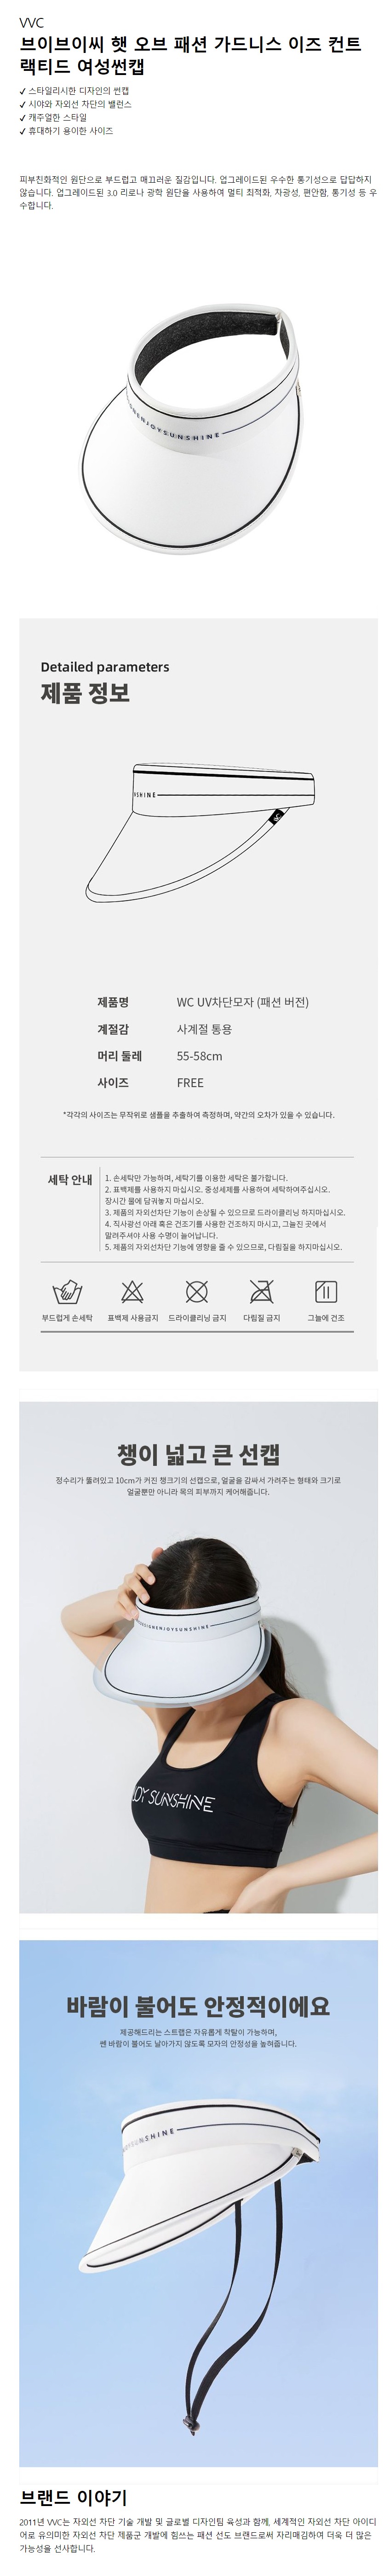 VVC
브이브이씨 햇 오브 패션 가드니스 이즈 컨트
랙티드 여성썬캡
✓ 스타일리시한 디자인의 썬캡
✓ 시야와 자외선 차단의 밸런스
✓ 캐주얼한 스타일
✓ 휴대하기 용이한 사이즈
피부친화적인 원단으로 부드럽고 매끄러운 질감입니다. 업그레이드된 우수한 통기성으로 답답하지
않습니다. 업그레이드된 3.0 리로나 광학 원단을 사용하여 멀티 최적화, 차광성, 편안함, 통기성 등 우
수합니다.
ENJOYSUNSHINE
Detailed parameters
제품 정보
SHINE
제품명 VVC UV차단모자 (패션 버전)
계절감 사계절 통용
머리 둘레 55-58cm
사이즈 FREE
*각각의 사이즈는 무작위로 샘플을 추출하여 측정하며, 약간의 오차가 있을 수 있습니다.
세탁 안내
1. 손세탁만 가능하며, 세탁기를 이용한 세탁은 불가합니다.
2. 표백제를 사용하지 마십시오. 중성세제를 사용하여 세탁하여주십시오.
장시간 물에 담궈놓지 마십시오.
3. 제품의 자외선차단 기능이 손상될 수 있으므로 드라이클리닝 하지마십시오.
4. 직사광선 아래 혹은 건조기를 사용한 건조하지 마시고, 그늘진 곳에서
말려주셔야 사용 수명이 늘어납니다.
5. 제품의 자외선차단 기능에 영향을 줄 수 있으므로, 다림질을 하지마십시오.
부드럽게 손세탁 표백제 사용금지 드라이클리닝 금지 다림질 금지 그늘에 건조
챙이 넓고 큰 선캡
정수리가 뚫려있고 10cm가 커진 챙크기의 선캡으로, 얼굴을 감싸서 가려주는 형태와 크기로
얼굴뿐만 아니라 목의 피부까지 케어해줍니다.
DESIGNENJOYSUNSHINE
OY SUNSHINE
바람이 불어도 안정적이에요
제공해드리는 스트랩은 자유롭게 착탈이 가능하며,
쎈 바람이 불어도 날아가지 않도록 모자의 안정성을 높혀줍니다.
SUNSHINE
브랜드 이야기
2011년 VVC는 자외선 차단 기술 개발 및 글로벌 디자인팀 육성과 함께, 세계적인 자외선 차단 아이디
어로 유의미한 자외선 차단 제품군 개발에 힘쓰는 패션 선도 브랜드로써 자리매김하여 더욱 더 많은
가능성을 선사합니다.